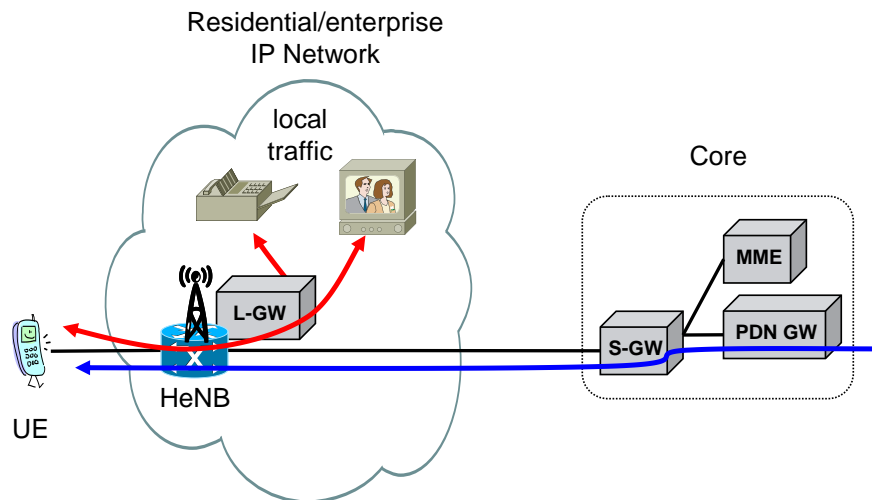 Residential/enterprise
IP Network
local
traffic
Core
MME
L-GW
PDN GW
S-GW
HeNB
UE